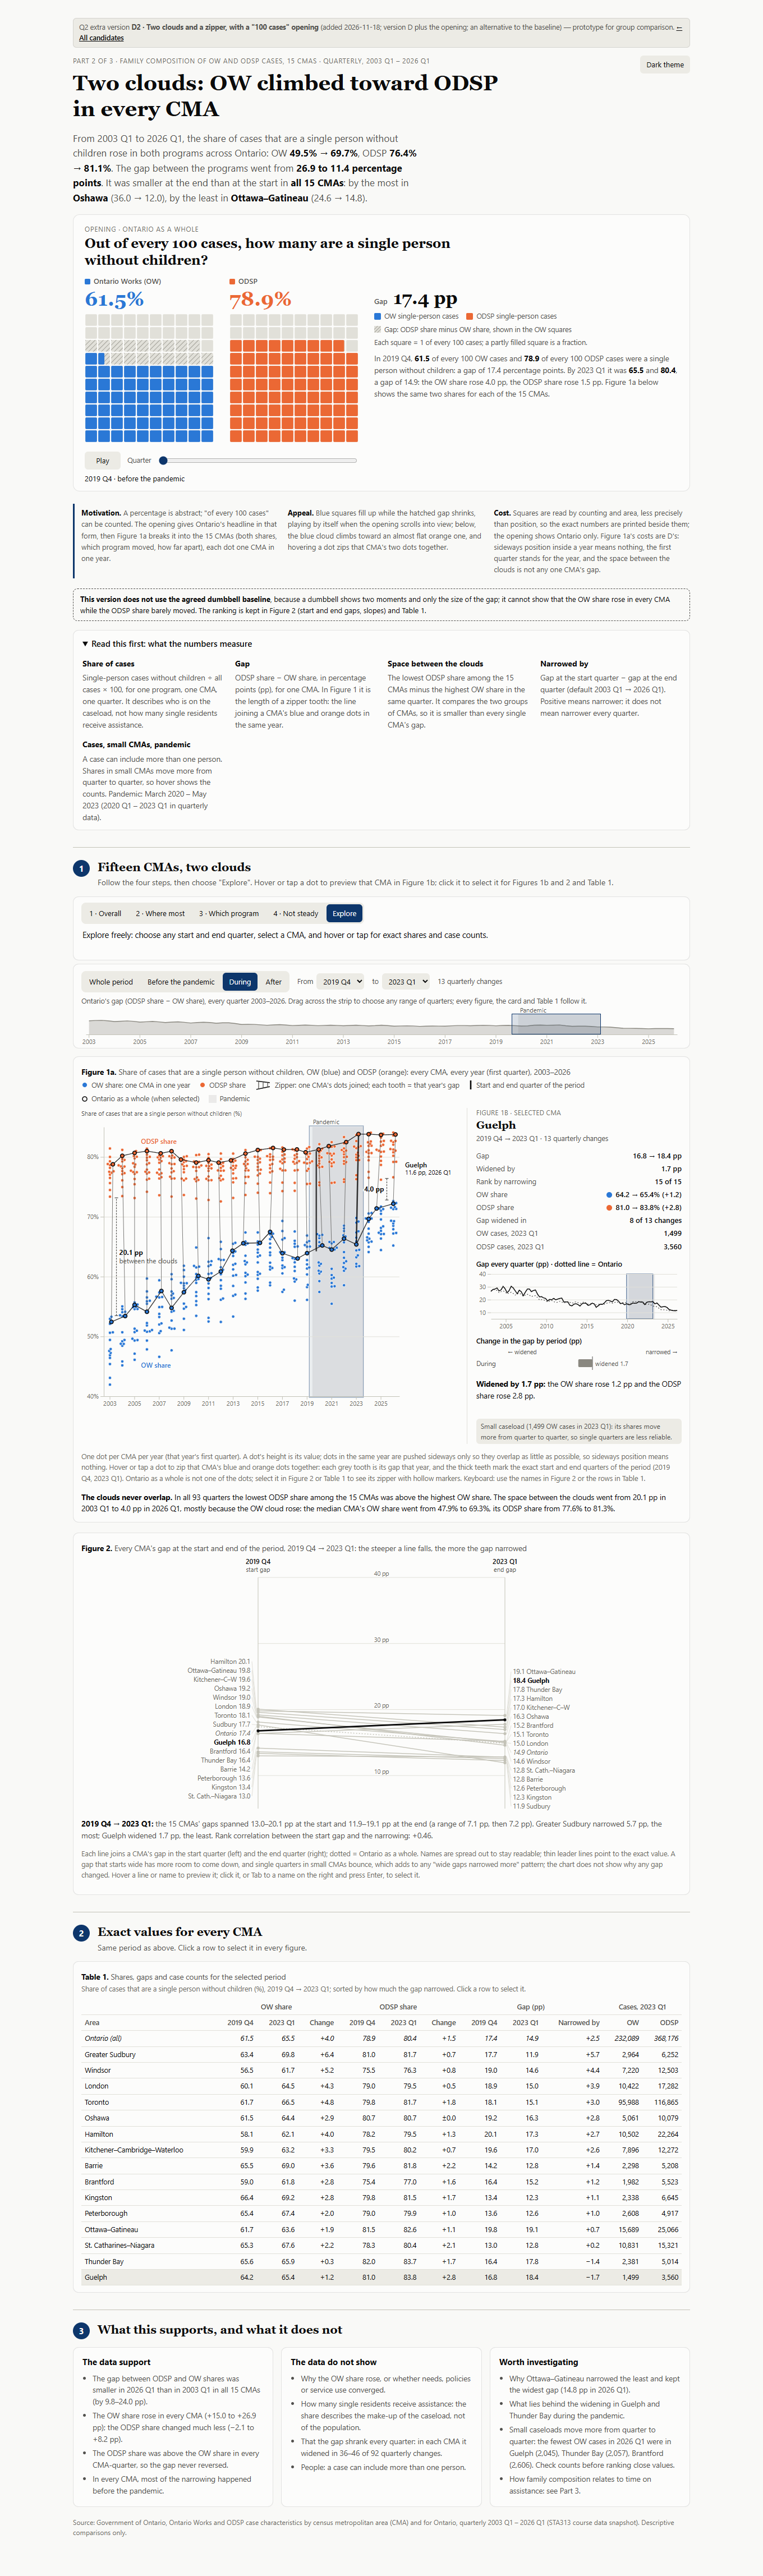 Q2 extra version D2 · Two clouds and a zipper, with a "100 cases" opening (added 2026-11-18; version D plus the opening; an alternative to the baseline) — prototype for group comparison. ←
All candidates
PART 2 OF 3 · FAMILY COMPOSITION OF OW AND ODSP CASES, 15 CMAS · QUARTERLY, 2003 Q1 – 2026 Q1
Dark theme
Two clouds: OW climbed toward ODSP
in every CMA
From 2003 Q1 to 2026 Q1, the share of cases that are a single person without
children rose in both programs across Ontario: OW 49.5% → 69.7%, ODSP 76.4%
→ 81.1%. The gap between the programs went from 26.9 to 11.4 percentage
points. It was smaller at the end than at the start in all 15 CMAs: by the most in
Oshawa (36.0 → 12.0), by the least in Ottawa–Gatineau (24.6 → 14.8).
OPENING · ONTARIO AS A WHOLE
Out of every 100 cases, how many are a single person
without children?
Ontario Works (OW)
61.5%
ODSP
78.9%
Gap 17.4 pp
OW single-person cases
ODSP single-person cases
Gap: ODSP share minus OW share, shown in the OW squares
Each square = 1 of every 100 cases; a partly filled square is a fraction.
In 2019 Q4, 61.5 of every 100 OW cases and 78.9 of every 100 ODSP cases were a single
person without children: a gap of 17.4 percentage points. By 2023 Q1 it was 65.5 and 80.4,
a gap of 14.9: the OW share rose 4.0 pp, the ODSP share rose 1.5 pp. Figure 1a below
shows the same two shares for each of the 15 CMAs.
Play
Quarter
2019 Q4 · before the pandemic
Motivation. A percentage is abstract; "of every 100 cases"
can be counted. The opening gives Ontario's headline in that
form, then Figure 1a breaks it into the 15 CMAs (both shares,
which program moved, how far apart), each dot one CMA in
one year.
Appeal. Blue squares fill up while the hatched gap shrinks,
playing by itself when the opening scrolls into view; below,
the blue cloud climbs toward an almost flat orange one, and
hovering a dot zips that CMA's two dots together.
Cost. Squares are read by counting and area, less precisely
than position, so the exact numbers are printed beside them;
the opening shows Ontario only. Figure 1a's costs are D's:
sideways position inside a year means nothing, the first
quarter stands for the year, and the space between the
clouds is not any one CMA's gap.
This version does not use the agreed dumbbell baseline, because a dumbbell shows two moments and only the size of the gap; it cannot show that the OW share rose in every CMA
while the ODSP share barely moved. The ranking is kept in Figure 2 (start and end gaps, slopes) and Table 1.
▼ Read this first: what the numbers measure
Share of cases
Single-person cases without children ÷ all
cases × 100, for one program, one CMA,
one quarter. It describes who is on the
caseload, not how many single residents
receive assistance.
Gap
ODSP − OW share, in percentage
points (pp), for one CMA. In Figure 1 it is
the length of a zipper tooth: the line
joining a CMA's blue and orange dots in
the same year.
Space between the clouds
The lowest ODSP share among the 15
CMAs minus the highest OW share in the
same quarter. It compares the two groups
of CMAs, so it is smaller than every single
CMA's gap.
Narrowed by
Gap at the start quarter − gap at the end
quarter (default 2003 Q1 → 2026 Q1).
Positive means narrower; it does not
mean narrower every quarter.
Cases, small CMAs, pandemic
A case can include more than one person.
Shares in small CMAs move more from
quarter to quarter, so hover shows the
counts. Pandemic: March 2020 – May
2023 (2020 Q1 – 2023 Q1 in quarterly
data).
1
Fifteen CMAs, two clouds
Follow the four steps, then choose "Explore". Hover or tap a dot to preview that CMA in Figure 1b; click it to select it for Figures 1b and 2 and Table 1.
1 · Overall 2 · Where most 3 · Which program 4 · Not steady Explore
Explore freely: choose any start and end quarter, select a CMA, and hover or tap for exact shares and case counts.
Whole period Before the pandemic During After From 2019 Q4 to 2023 Q1 13 quarterly changes
Ontario's gap (ODSP share − OW share), every quarter 2003–2026. Drag across the strip to choose any range of quarters; every figure, the card and Table 1 follow it.
Pandemic
2003 2005 2007 2009 2011 2013 2015 2017 2019 2021 2023 2025
Figure 1a. Share of cases that are a single person without children, OW (blue) and ODSP (orange): every CMA, every year (first quarter), 2003–2026
OW share: one CMA in one year ODSP share Zipper: one CMA's dots joined; each tooth = that year's gap Start and end quarter of the period
Ontario as a whole (when selected) Pandemic
Share of cases that are a single person without children (%)
Pandemic
ODSP share
80%
70%
60%
50%
40%
Guelph
11.6 pp, 2026 Q1
4.0 pp
20.1 pp
between the clouds
OW share
2003 2005 2007 2009 2011 2013 2015 2017 2019 2021 2023 2025
FIGURE 1B · SELECTED CMA
Guelph
2019 Q4 → 2023 Q1 · 13 quarterly changes
Gap 16.8 → 18.4 pp
Widened by 1.7 pp
Rank by narrowing 15 of 15
OW share 64.2 → 65.4% (+1.2)
ODSP share 81.0 → 83.8% (+2.8)
Gap widened in 8 of 13 changes
OW cases, 2023 Q1 1,499
ODSP cases, 2023 Q1 3,560
Gap every quarter (pp) · dotted line = Ontario
40
30
20
10
2005 2010 2015 2020 2025
Change in the gap by period (pp)
← widened narrowed →
During widened 1.7
Widened by 1.7 pp: the OW share rose 1.2 pp and the ODSP
share rose 2.8 pp.
Small caseload (1,499 OW cases in 2023 Q1): its shares move
more from quarter to quarter, so single quarters are less reliable.
One dot per CMA per year (that year's first quarter). A dot's height is its value; dots in the same year are pushed sideways only so they overlap as little as possible, so sideways position means
nothing. Hover or tap a dot to zip that CMA's blue and orange dots together: each grey tooth is its gap that year, and the thick teeth mark the exact start and end quarters of the period (2019
Q4, 2023 Q1). Ontario as a whole is not one of the dots; select it in Figure 2 or Table 1 to see its zipper with hollow markers. Keyboard: use the names in Figure 2 or the rows in Table 1.
The clouds never overlap. In all 93 quarters the lowest ODSP share among the 15 CMAs was above the highest OW share. The space between the clouds went from 20.1 pp in
2003 Q1 to 4.0 pp in 2026 Q1, mostly because the OW cloud rose: the median CMA's OW share went from 47.9% to 69.3%, its ODSP share from 77.6% to 81.3%.
Figure 2. Every CMA's gap at the start and end of the period, 2019 Q4 → 2023 Q1: the steeper a line falls, the more the gap narrowed
2019 Q4
start gap
2023 Q1
end gap
40 pp
30 pp
20 pp
10 pp
Hamilton 20.1
Ottawa–Gatineau 19.8
Kitchener–C–W 19.6
Oshawa 19.2
Windsor 19.0
London 18.9
Toronto 18.1
Sudbury 17.7
Ontario 17.4
Guelph 16.8
Brantford 16.4
Thunder Bay 16.4
Barrie 14.2
Peterborough 13.6
Kingston 13.4
St. Cath.–Niagara 13.0
19.1 Ottawa–Gatineau
18.4 Guelph
17.8 Thunder Bay
17.3 Hamilton
17.0 Kitchener–C–W
16.3 Oshawa
15.2 Brantford
15.1 Toronto
15.0 London
14.9 Ontario
14.6 Windsor
12.8 St. Cath.–Niagara
12.8 Barrie
12.6 Peterborough
12.3 Kingston
11.9 Sudbury
2019 Q4 → 2023 Q1: the 15 CMAs' gaps spanned 13.0–20.1 pp at the start and 11.9–19.1 pp at the end (a range of 7.1 pp, then 7.2 pp). Greater Sudbury narrowed 5.7 pp, the
most; Guelph widened 1.7 pp, the least. Rank correlation between the start gap and the narrowing: +0.46.
Each line joins a CMA's gap in the start quarter (left) and the end quarter (right); dotted = Ontario as a whole. Names are spread out to stay readable; thin leader lines point to the exact value. A
gap that starts wide has more room to come down, and single quarters in small CMAs bounce, which adds to any "wide gaps narrowed more" pattern; the chart does not show why any gap
changed. Hover a line or name to preview it; click it, or Tab to a name on the right and press Enter, to select it.
2
Exact values for every CMA
Same period as above. Click a row to select it in every figure.
Table 1. Shares, gaps and case counts for the selected period
Share of cases that are a single person without children (%), 2019 Q4 → 2023 Q1; sorted by how much the gap narrowed. Click a row to select it.
OW share ODSP share Gap (pp) Cases, 2023 Q1
Area 2019 Q4 2023 Q1 Change 2019 Q4 2023 Q1 Change 2019 Q4 2023 Q1 Narrowed by OW ODSP
Ontario (all) 61.5 65.5 +4.0 78.9 80.4 +1.5 17.4 14.9 +2.5 232,089 368,176
Greater Sudbury 63.4 69.8 +6.4 81.0 81.7 +0.7 17.7 11.9 +5.7 2,964 6,252
Windsor 56.5 61.7 +5.2 75.5 76.3 +0.8 19.0 14.6 +4.4 7,220 12,503
London 60.1 64.5 +4.3 79.0 79.5 +0.5 18.9 15.0 +3.9 10,422 17,282
Toronto 61.7 66.5 +4.8 79.8 81.7 +1.8 18.1 15.1 +3.0 95,988 116,865
Oshawa 61.5 64.4 +2.9 80.7 80.7 ±0.0 19.2 16.3 +2.8 5,061 10,079
Hamilton 58.1 62.1 +4.0 78.2 79.5 +1.3 20.1 17.3 +2.7 10,502 22,264
Kitchener–Cambridge–Waterloo 59.9 63.2 +3.3 79.5 80.2 +0.7 19.6 17.0 +2.6 7,896 12,272
Barrie 65.5 69.0 +3.6 79.6 81.8 +2.2 14.2 12.8 +1.4 2,298 5,208
Brantford 59.0 61.8 +2.8 75.4 77.0 +1.6 16.4 15.2 +1.2 1,982 5,523
Kingston 66.4 69.2 +2.8 79.8 81.5 +1.7 13.4 12.3 +1.1 2,338 6,645
Peterborough 65.4 67.4 +2.0 79.0 79.9 +1.0 13.6 12.6 +1.0 2,608 4,917
Ottawa–Gatineau 61.7 63.6 +1.9 81.5 82.6 +1.1 19.8 19.1 +0.7 15,689 25,066
St. Catharines–Niagara 65.3 67.6 +2.2 78.3 80.4 +2.1 13.0 12.8 +0.2 10,831 15,321
Thunder Bay 65.6 65.9 +0.3 82.0 83.7 +1.7 16.4 17.8 −1.4 2,381 5,014
Guelph 64.2 65.4 +1.2 81.0 83.8 +2.8 16.8 18.4 −1.7 1,499 3,560
3
What this supports, and what it does not
The data support
• The gap between ODSP and OW shares was
smaller in 2026 Q1 than in 2003 Q1 in all 15 CMAs
(by 9.8–24.0 pp).
• The OW share rose in every CMA (+15.0 to +26.9
pp); the ODSP share changed much less (−2.1 to
+8.2 pp).
• The ODSP share was above the OW share in every
CMA-quarter, so the gap never reversed.
• In every CMA, most of the narrowing happened
before the pandemic.
The data do not show
• Why the OW share rose, or whether needs, policies
or service use converged.
• How many single residents receive assistance: the
share describes the make-up of the caseload, not
of the population.
• That the gap shrank every quarter: in each CMA it
widened in 36–46 of 92 quarterly changes.
• People: a case can include more than one person.
Worth investigating
• Why Ottawa–Gatineau narrowed the least and kept
the widest gap (14.8 pp in 2026 Q1).
• What lies behind the widening in Guelph and
Thunder Bay during the pandemic.
• Small caseloads move more from quarter to
quarter: the fewest OW cases in 2026 Q1 were in
Guelph (2,045), Thunder Bay (2,057), Brantford
(2,606). Check counts before ranking close values.
• How family composition relates to time on
assistance: see Part 3.
Source: Government of Ontario, Ontario Works and ODSP case characteristics by census metropolitan area (CMA) and for Ontario, quarterly 2003 Q1 – 2026 Q1 (STA313 course data snapshot). Descriptive
comparisons only.